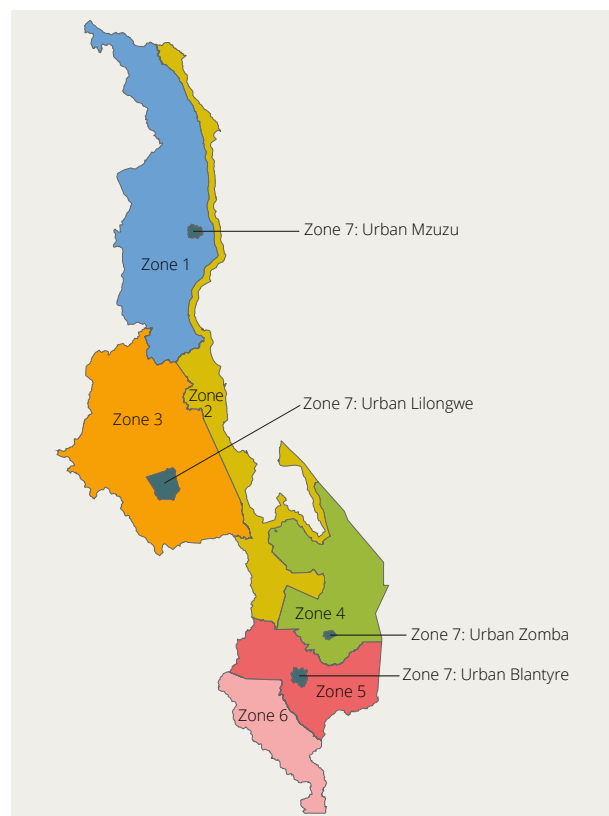 Zone 7: Urban Mzuzu
Zone 1
Zone
2
Zone 7: Urban Lilongwe
Zone 3
Zone 4
Zone 7: Urban Zomba
Zone 7: Urban Blantyre
Zone 5
Zone 6